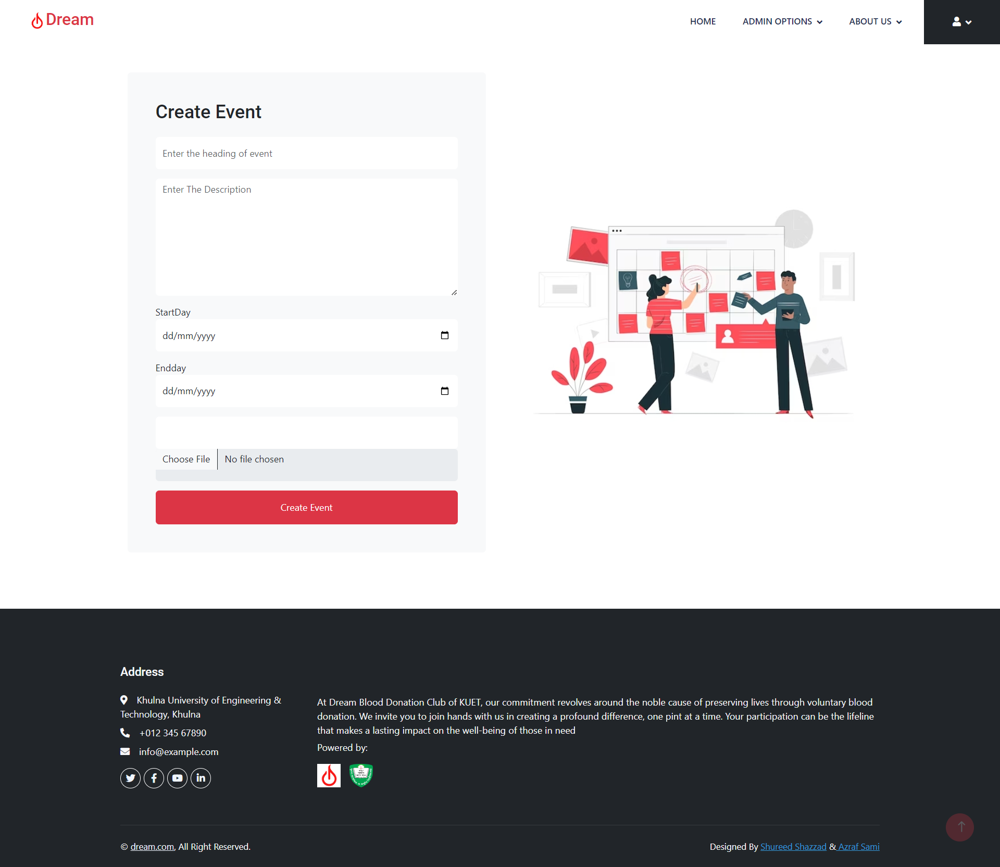 Dream
HOME
ADMIN OPTIONS
ABOUT US
Create Event
Enter the heading of event
Enter The Description
StartDay
dd/mm/yyyy
Endday
dd/mm/yyyy
Choose File
No file chosen
Create Event
Address
Khulna University of Engineering &
Technology, Khulna
+012 345 67890
info@example.com
At Dream Blood Donation Club of KUET, our commitment revolves around the noble cause of preserving lives through voluntary blood
donation. We invite you to join hands with us in creating a profound difference, one pint at a time. Your participation can be the lifeline
that makes a lasting impact on the well-being of those in need
Powered by:
© dream.com, All Right Reserved.
Designed By Shureed Shazzad & Azraf Sami